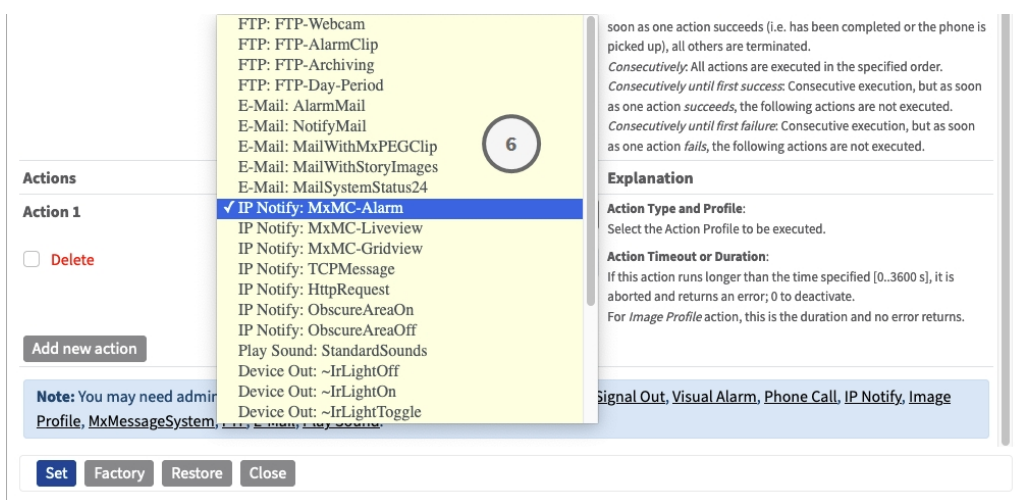 FTP: FTP-Webcam
FTP: FTP-AlarmClip
FTP: FTP-Archiving
FTP: FTP-Day-Period
E-Mail: AlarmMail
E-Mail: NotifyMail
E-Mail: MailWithMxPEGClip
E-Mail: MailWithStoryImages
E-Mail: MailSystemStatus24
✓ IP Notify: MxMC-Alarm
IP Notify: MxMC-Liveview
IP Notify: MxMC-Gridview
IP Notify: TCPMessage
IP Notify: HttpRequest
IP Notify: ObscureAreaOn
IP Notify: ObscureAreaOff
Play Sound: StandardSounds
Device Out: ~IrLightOff
Device Out: ~IrLightOn
Device Out: ~IrLightToggle
6
soon as one action succeeds (i.e. has been completed or the phone is
picked up), all others are terminated.
Consecutively: All actions are executed in the specified order.
Consecutively until first success: Consecutive execution, but as soon
as one action succeeds, the following actions are not executed.
Consecutively until first failure: Consecutive execution, but as soon
as one action fails, the following actions are not executed.
Actions
Explanation
Action 1
Action Type and Profile:
Select the Action Profile to be executed.
Delete
Action Timeout or Duration:
If this action runs longer than the time specified [0..3600 s], it is
aborted and returns an error; 0 to deactivate.
For Image Profile action, this is the duration and no error returns.
Add new action
Note: You may need admin Signal Out, Visual Alarm, Phone Call, IP Notify, Image
Profile, MxMessageSystem, FTP, E-Mail, Play Sound.
Set
Factory
Restore
Close